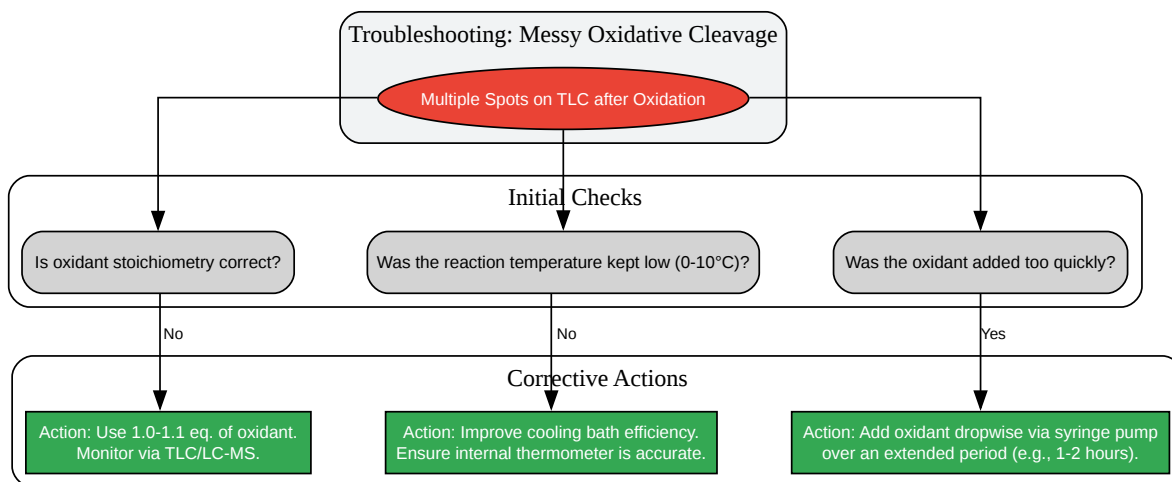 Troubleshooting: Messy Oxidative Cleavage
Multiple Spots on TLC after Oxidation
Initial Checks
Is oxidant stoichiometry correct?
Was the reaction temperature kept low (0-10°C)?
Was the oxidant added too quickly?
No
No
Yes
Corrective Actions
Action: Use 1.0-1.1 eq. of oxidant.
Monitor via TLC/LC-MS.
Action: Improve cooling bath efficiency.
Ensure internal thermometer is accurate.
Action: Add oxidant dropwise via syringe pump
over an extended period (e.g., 1-2 hours).